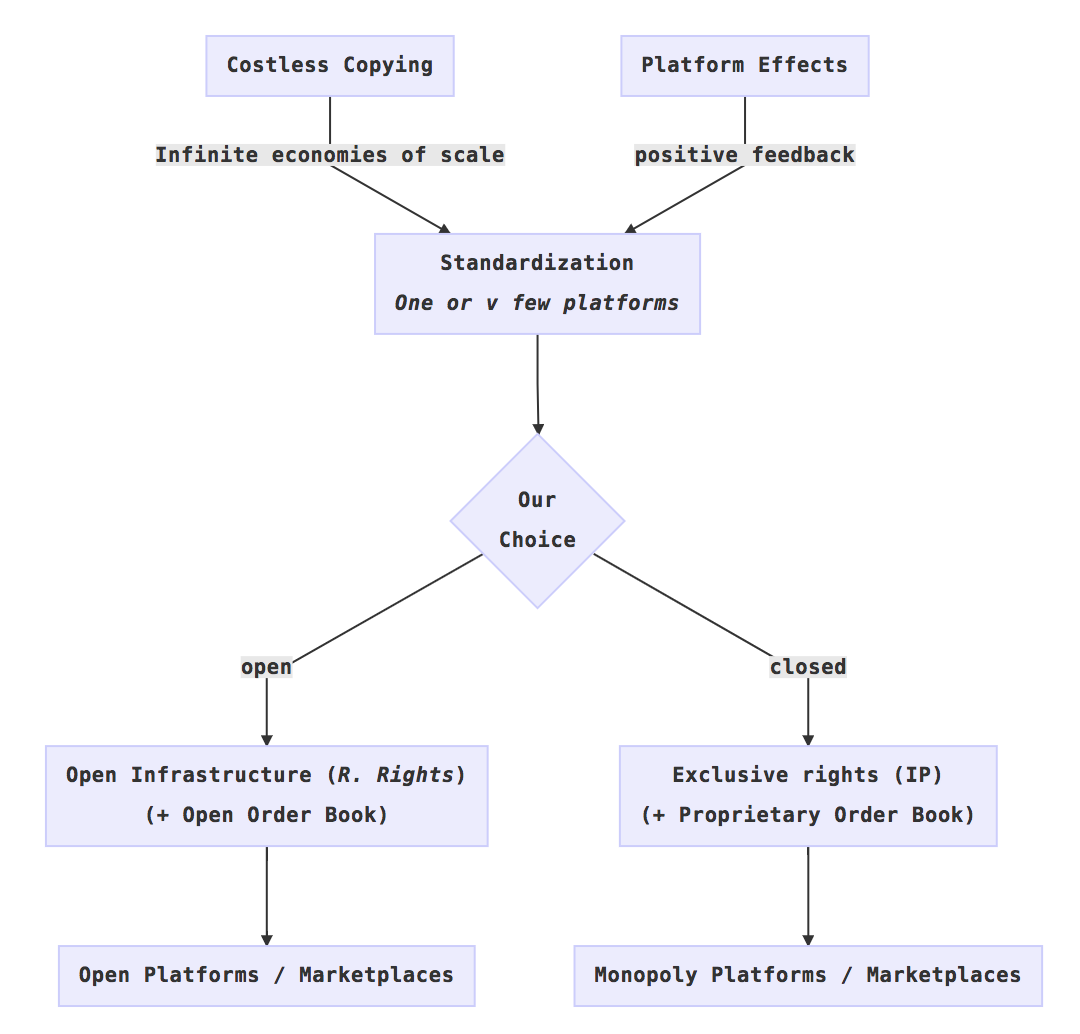 Costless Copying
Platform Effects
Infinite economies of scale
positive feedback
Standardization
One or v few platforms
Our
Choice
open
closed
Open Infrastructure (R. Rights)
(+ Open Order Book)
Exclusive rights (IP)
(+ Proprietary Order Book)
Open Platforms / Marketplaces
Monopoly Platforms / Marketplaces